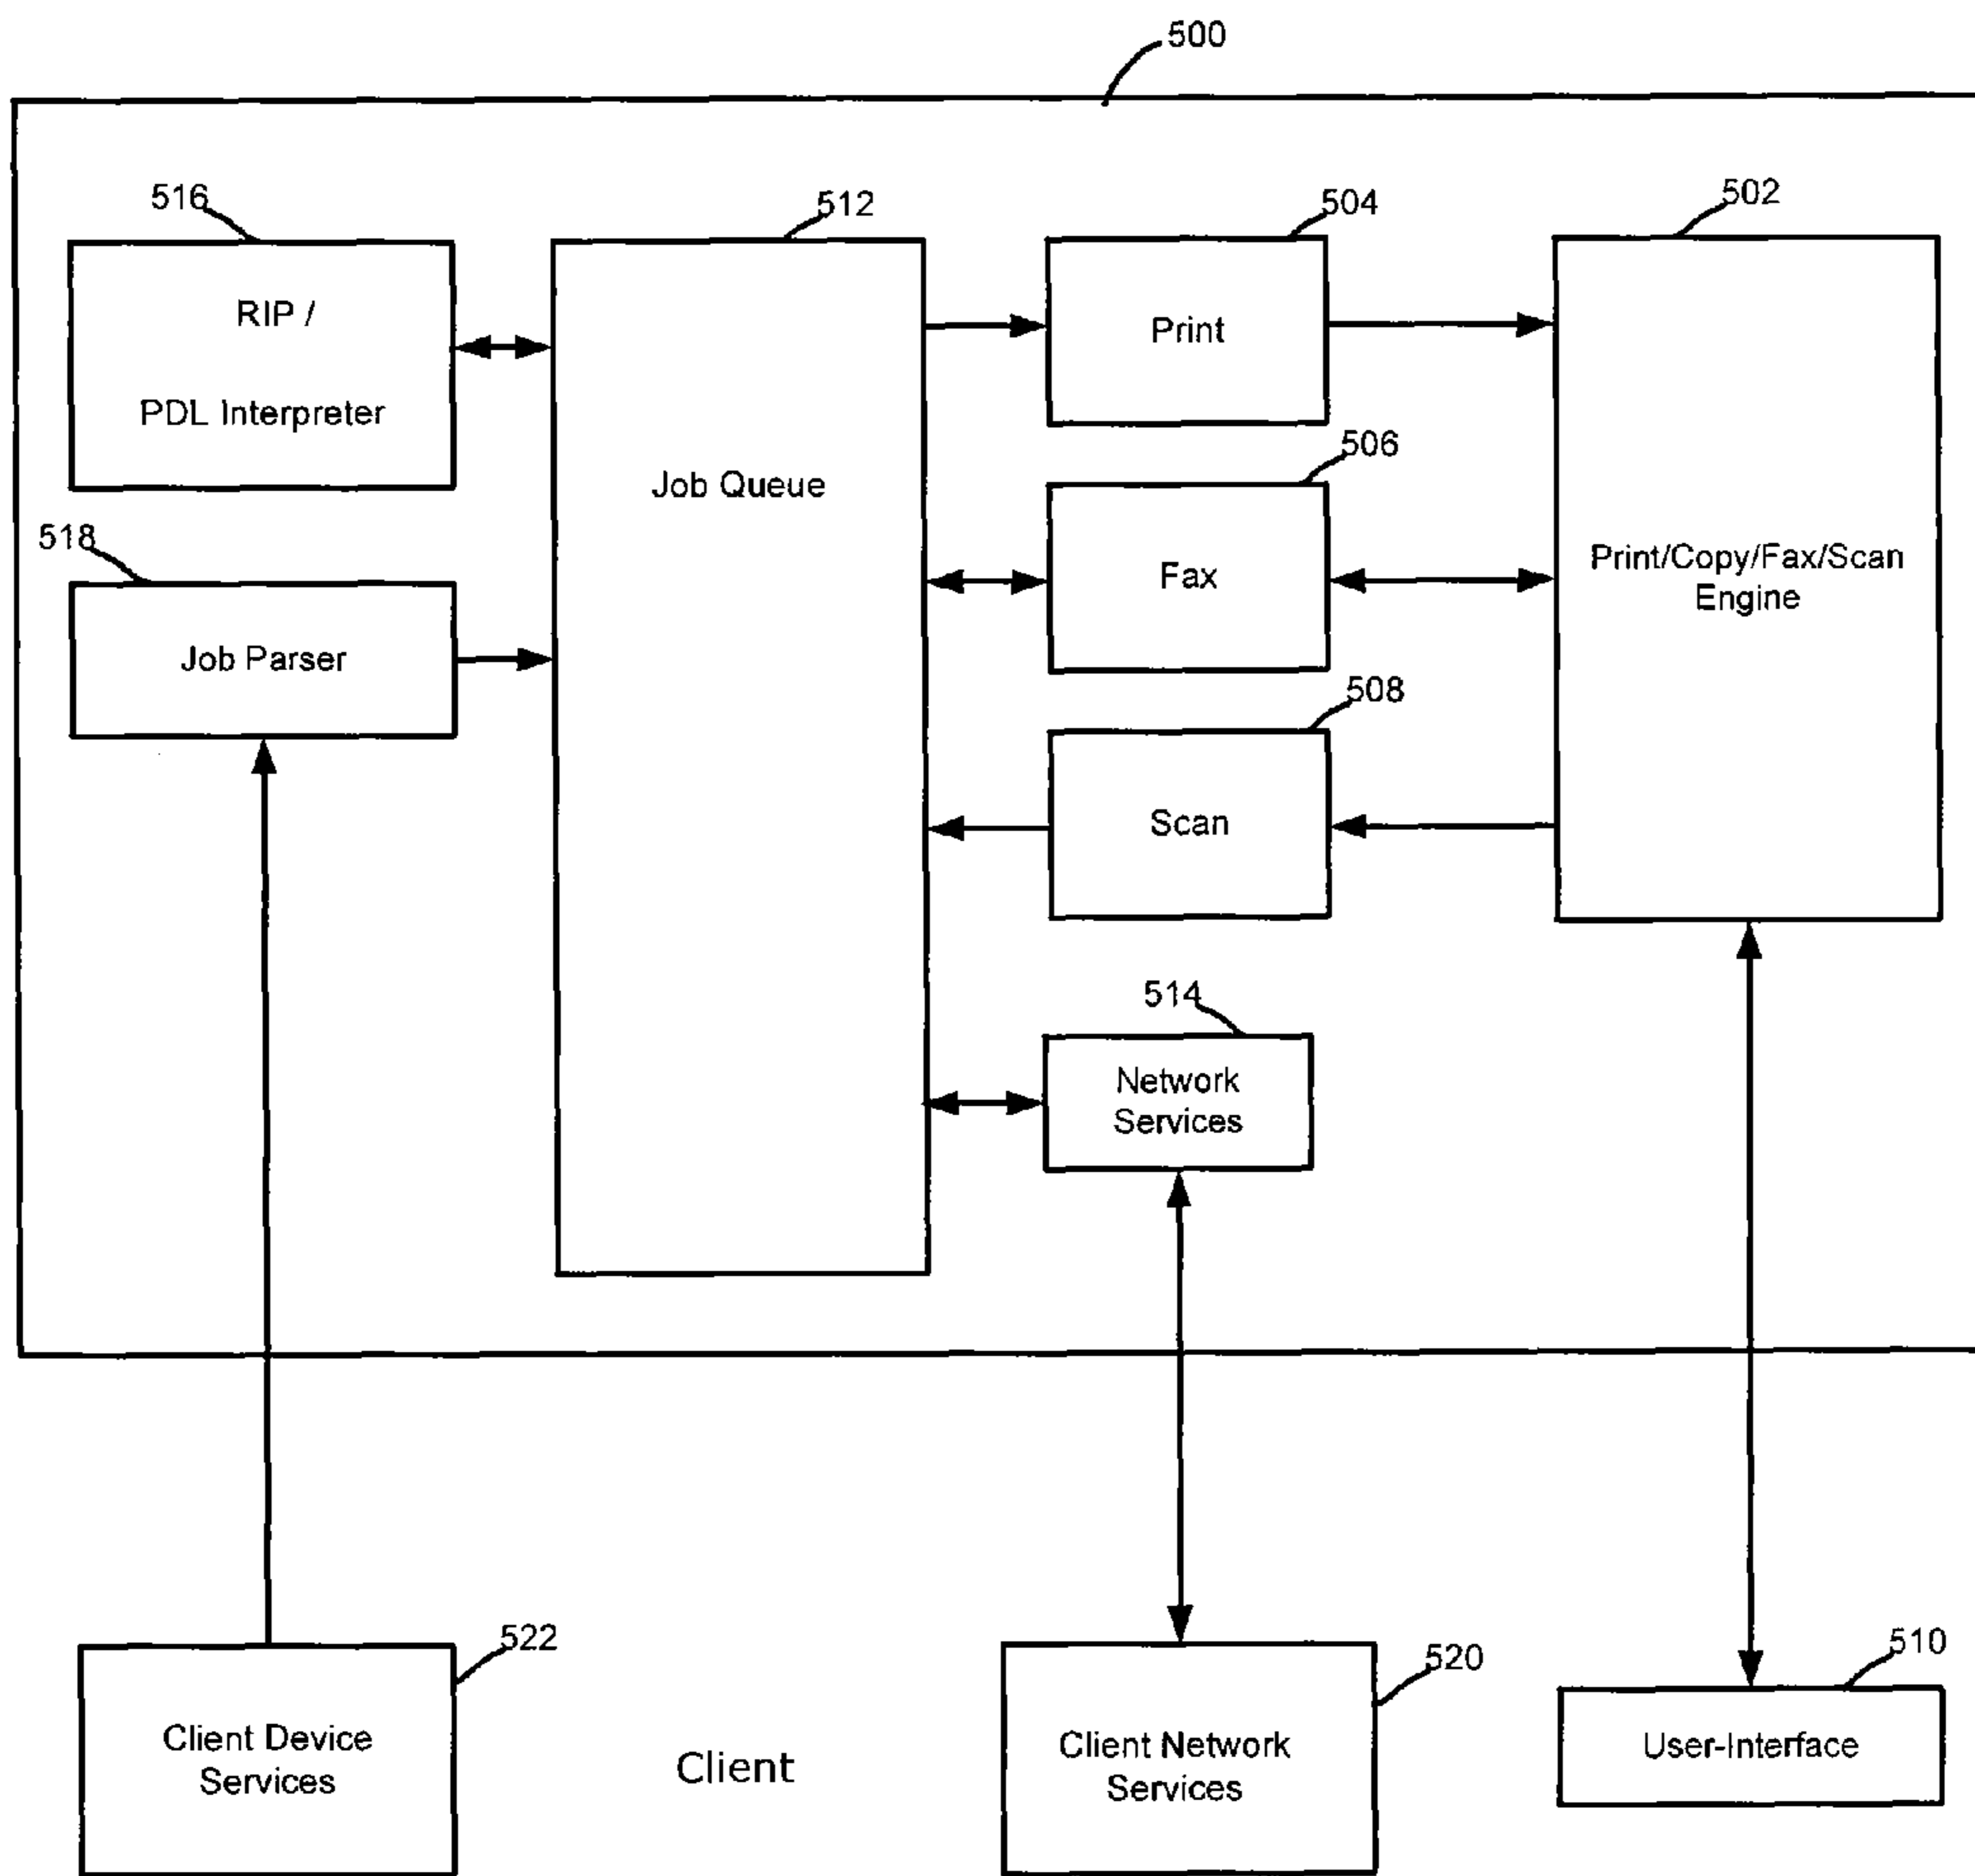 500
516
512
504
502
RIP /
PDL Interpreter
Print
506
Job Queue
518
Fax
Print/Copy/Fax/Scan
Engine
Job Parser
508
Scan
514
Network
Services
522
520
510
Client Device
Services
Client
Client Network
Services
User-Interface